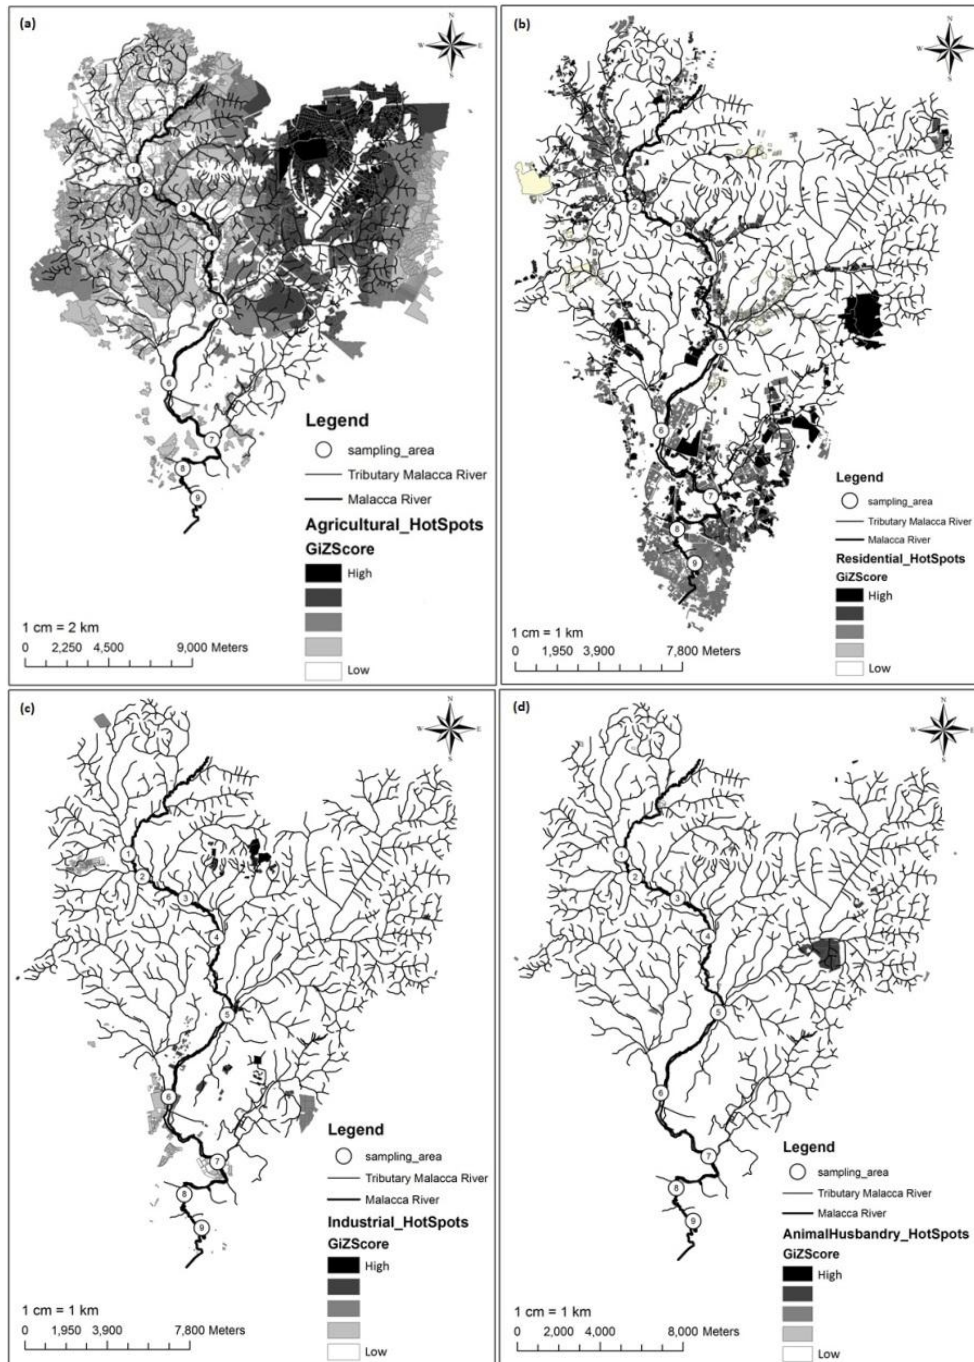 (a)
N
W E
S
1
2
3
4
5
6
7
8
9
Legend
sampling_area
Tributary Malacca River
Malacca River
Agricultural_HotSpots
GiZScore
High
Low
1 cm = 2 km
0 2,250 4,500 9,000 Meters
(b)
N
W E
S
1
2
3
4
5
6
7
8
9
Legend
sampling_area
Tributary Malacca River
Malacca River
Residential_HotSpots
GiZScore
High
Low
1 cm = 1 km
0 1,950 3,900 7,800 Meters
(c)
N
W E
S
1
2
3
4
5
6
7
8
9
Legend
sampling_area
Tributary Malacca River
Malacca River
Industrial_HotSpots
GiZScore
High
Low
1 cm = 1 km
0 1,950 3,900 7,800 Meters
(d)
N
W E
S
1
2
3
4
5
6
7
8
9
Legend
sampling_area
Tributary Malacca River
Malacca River
AnimalHusbandry_HotSpots
GiZScore
High
Low
1 cm = 1 km
0 2,000 4,000 8,000 Meters